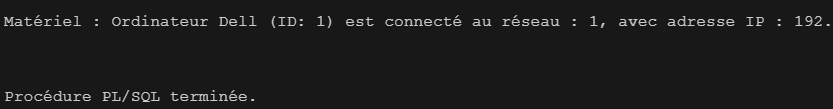 Matériel : Ordinateur Dell (ID: 1) est connecté au réseau : 1, avec adresse IP : 192.
Procédure PL/SQL terminée.